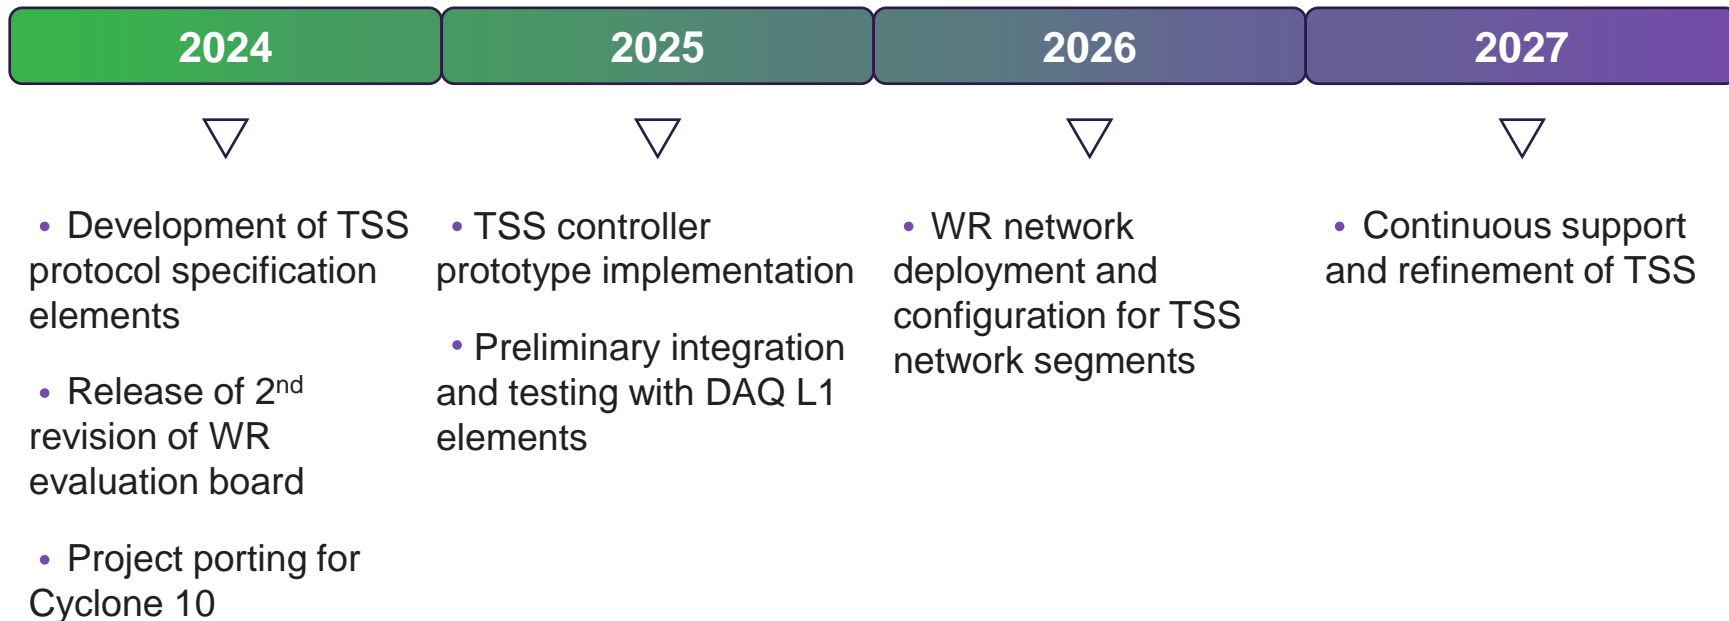 2024
2025
2026
2027
• Development of TSS
protocol specification
elements
• Release of 2nd
revision of WR
evaluation board
• Project porting for
Cyclone 10
• TSS controller
prototype implementation
• Preliminary integration
and testing with DAQ L1
elements
• WR network
deployment and
configuration for TSS
network segments
• Continuous support
and refinement of TSS